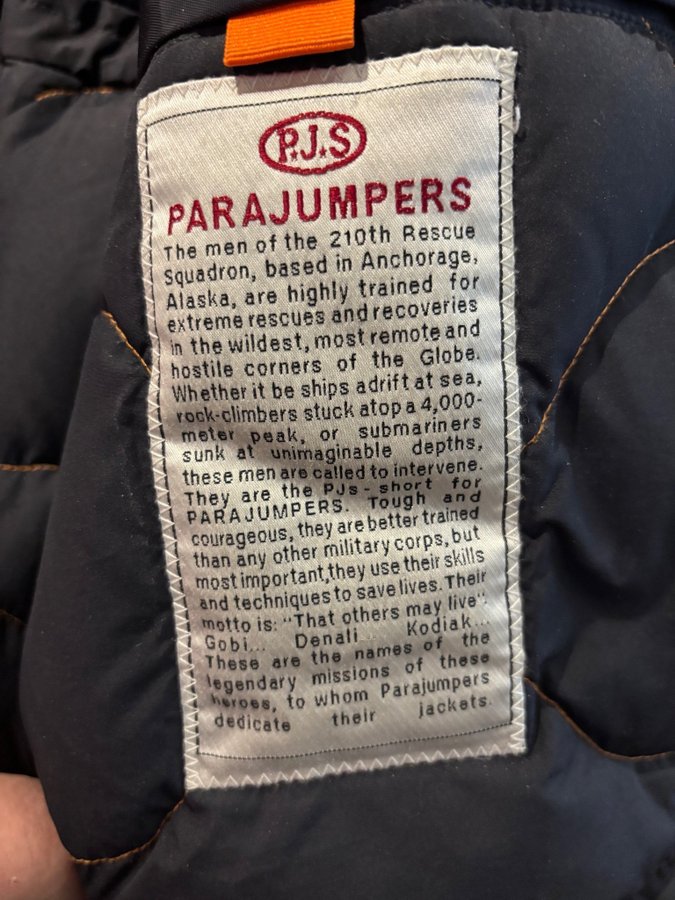 P.J.S
PARAJUMPERS
The men of the 210th Rescue
Squadron, based in Anchorage,
Alaska, are highly trained for
extreme rescues and recoveries
in the wildest, most remote and
hostile corners of the Globe.
Whether it be ships adrift at sea,
rock-climbers stuck atop a 4,000-
meter peak, or submariners
sunk at unimaginable depths,
these men are called to intervene.
They are the PJs - short for
PARAJUMPERS. Tough and
courageous, they are better trained
than any other military corps, but
most important,they use their skills
and techniques to save lives. Their
motto is: "That others may live".
Gobi... Denali... Kodiak...
These are the names of the
legendary missions of these
heroes, to whom Parajumpers
dedicate their jackets.